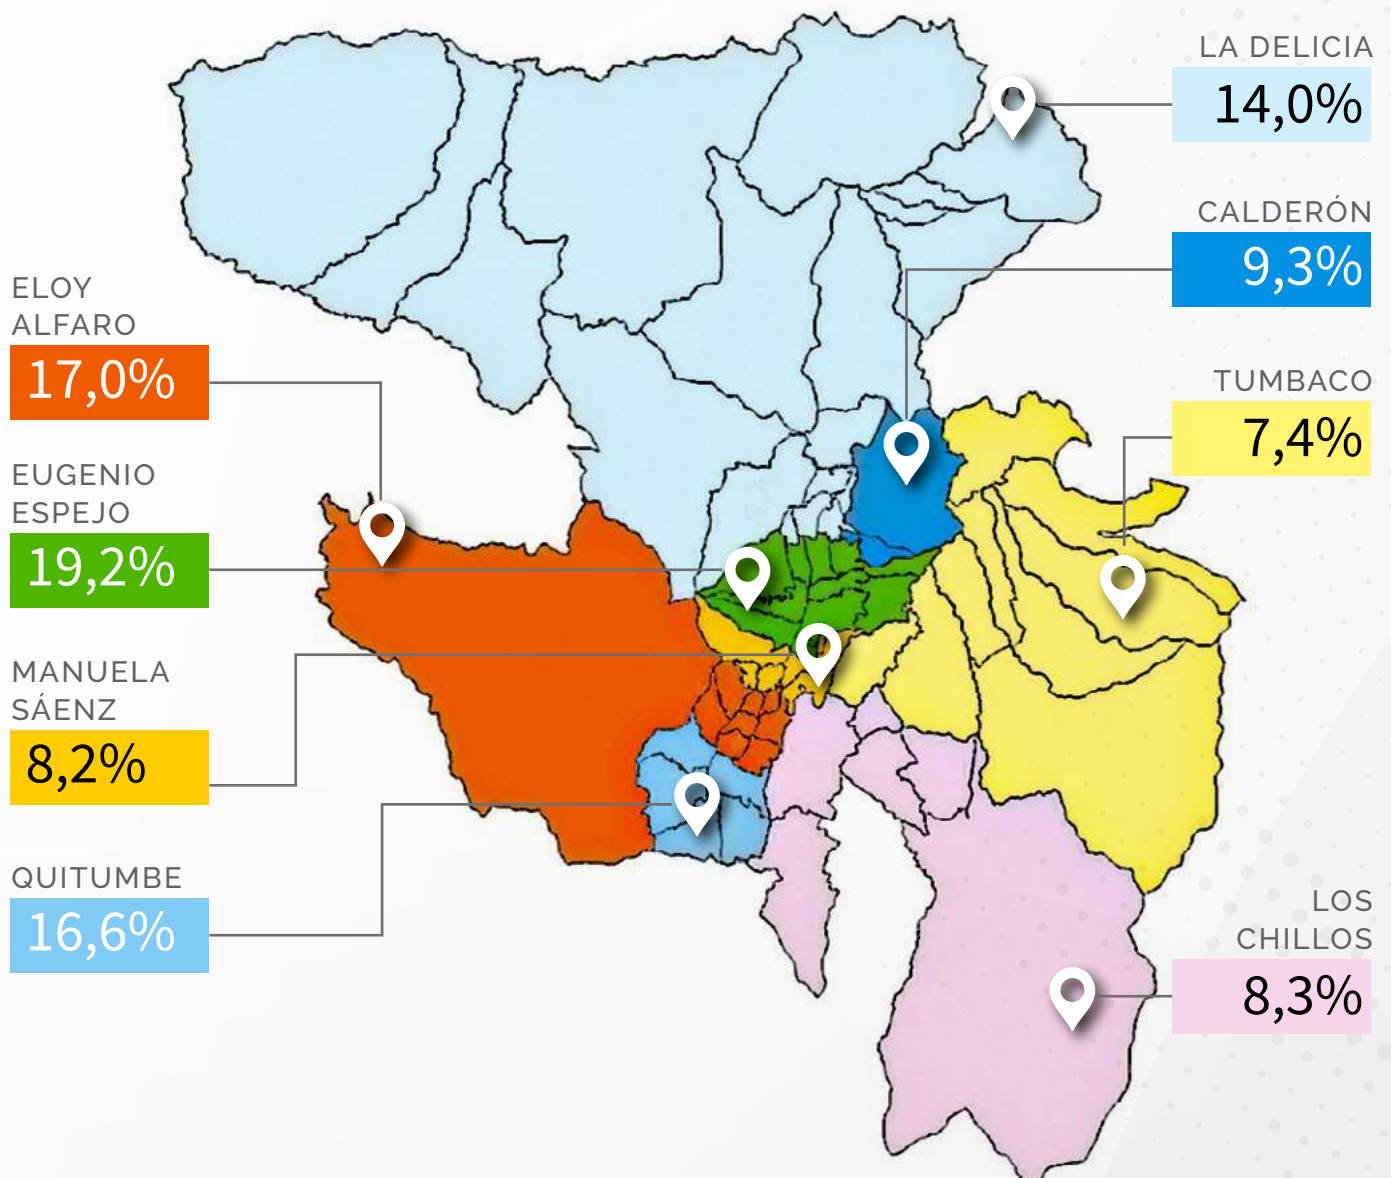 LA DELICIA
14,0%
CALDERÓN
9,3%
TUMBACO
7,4%
LOS
CHILLOS
8,3%
ELOY
ALFARO
17,0%
EUGENIO
ESPEJO
19,2%
MANUELA
SÁENZ
8,2%
QUITUMBE
16,6%